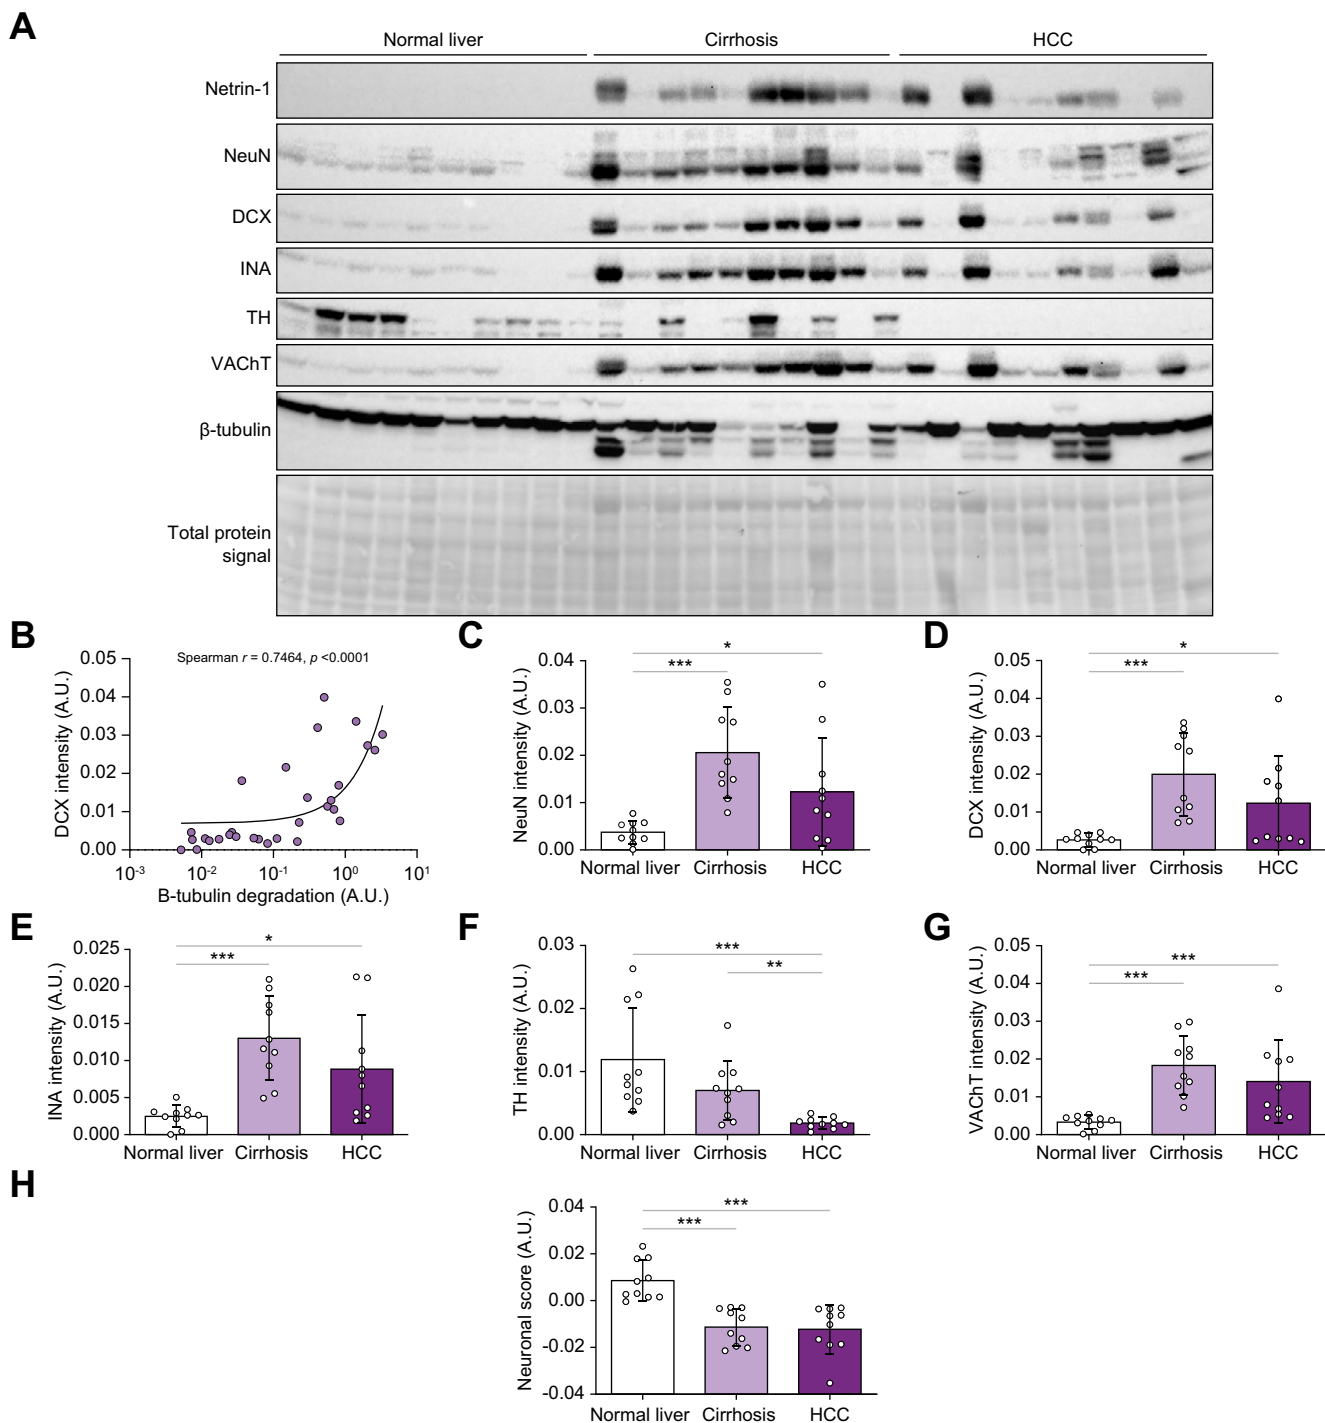 A
Normal liver Cirrhosis HCC
Netrin-1
NeuN
DCX
INA
TH
VAChT
β-tubulin
Total protein
signal
B
Spearman r = 0.7464, p <0.0001
DCX intensity (A.U.)
0.05
0.04
0.03
0.02
0.01
0.00
10-3 10-2 10-1 100 101
B-tubulin degradation (A.U.)
C
NeuN intensity (A.U.)
0.04
0.03
0.02
0.01
0.00
*
***
Normal liver Cirrhosis HCC
D
DCX intensity (A.U.)
0.05
0.04
0.03
0.02
0.01
0.00
*
***
Normal liver Cirrhosis HCC
E
INA intensity (A.U.)
0.025
0.020
0.015
0.010
0.005
0.000
*
***
Normal liver Cirrhosis HCC
F
TH intensity (A.U.)
0.03
0.02
0.01
0.00
***
**
Normal liver Cirrhosis HCC
G
VAChT intensity (A.U.)
0.05
0.04
0.03
0.02
0.01
0.00
***
***
Normal liver Cirrhosis HCC
H
Neuronal score (A.U.)
0.04
0.02
0.00
-0.02
-0.04
***
***
Normal liver Cirrhosis HCC